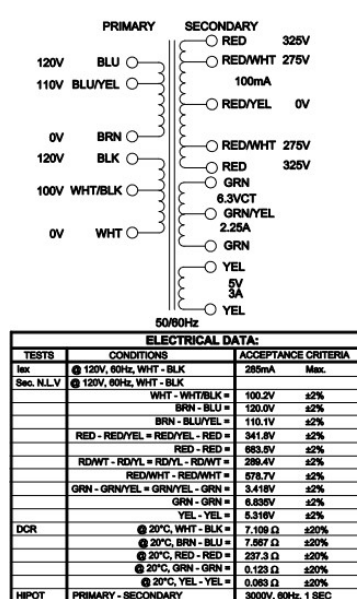 PRIMARY SECONDARY
RED 325V
120V BLU RED/WHT 275V
110V BLU/YEL 100mA
RED/YEL 0V
0V BRN RED/WHT 275V
120V BLK RED 325V
GRN
100V WHT/BLK 6.3VCT
GRN/YEL
0V WHT 2.25A
GRN
YEL
5V
3A
YEL
50/60Hz
ELECTRICAL DATA:
TESTS CONDITIONS ACCEPTANCE CRITERIA
Iex @ 120V, 60Hz, WHT - BLK 285mA Max.
Sec. N.L.V @ 120V, 60Hz, WHT - BLK
WHT - WHT/BLK = 100.2V ±2%
BRN - BLU = 120.0V ±2%
BRN - BLU/YEL = 110.1V ±2%
RED - RED/YEL = RED/YEL - RED = 341.8V ±2%
RED - RED = 683.5V ±2%
RD/WT - RD/YL = RD/YL - RD/WT = 289.4V ±2%
RED/WHT - RED/WHT = 578.7V ±2%
GRN - GRN/YEL = GRN/YEL - GRN = 3.418V ±2%
GRN - GRN = 6.835V ±2%
YEL - YEL = 5.316V ±2%
DCR @ 20°C, WHT - BLK = 7.109 Ω ±20%
@ 20°C, BRN - BLU = 7.567 Ω ±20%
@ 20°C, RED - RED = 237.3 Ω ±20%
@ 20°C, GRN - GRN = 0.123 Ω ±20%
@ 20°C, YEL - YEL = 0.063 Ω ±20%
HIPOT PRIMARY - SECONDARY 3000V, 60Hz, 1 SEC